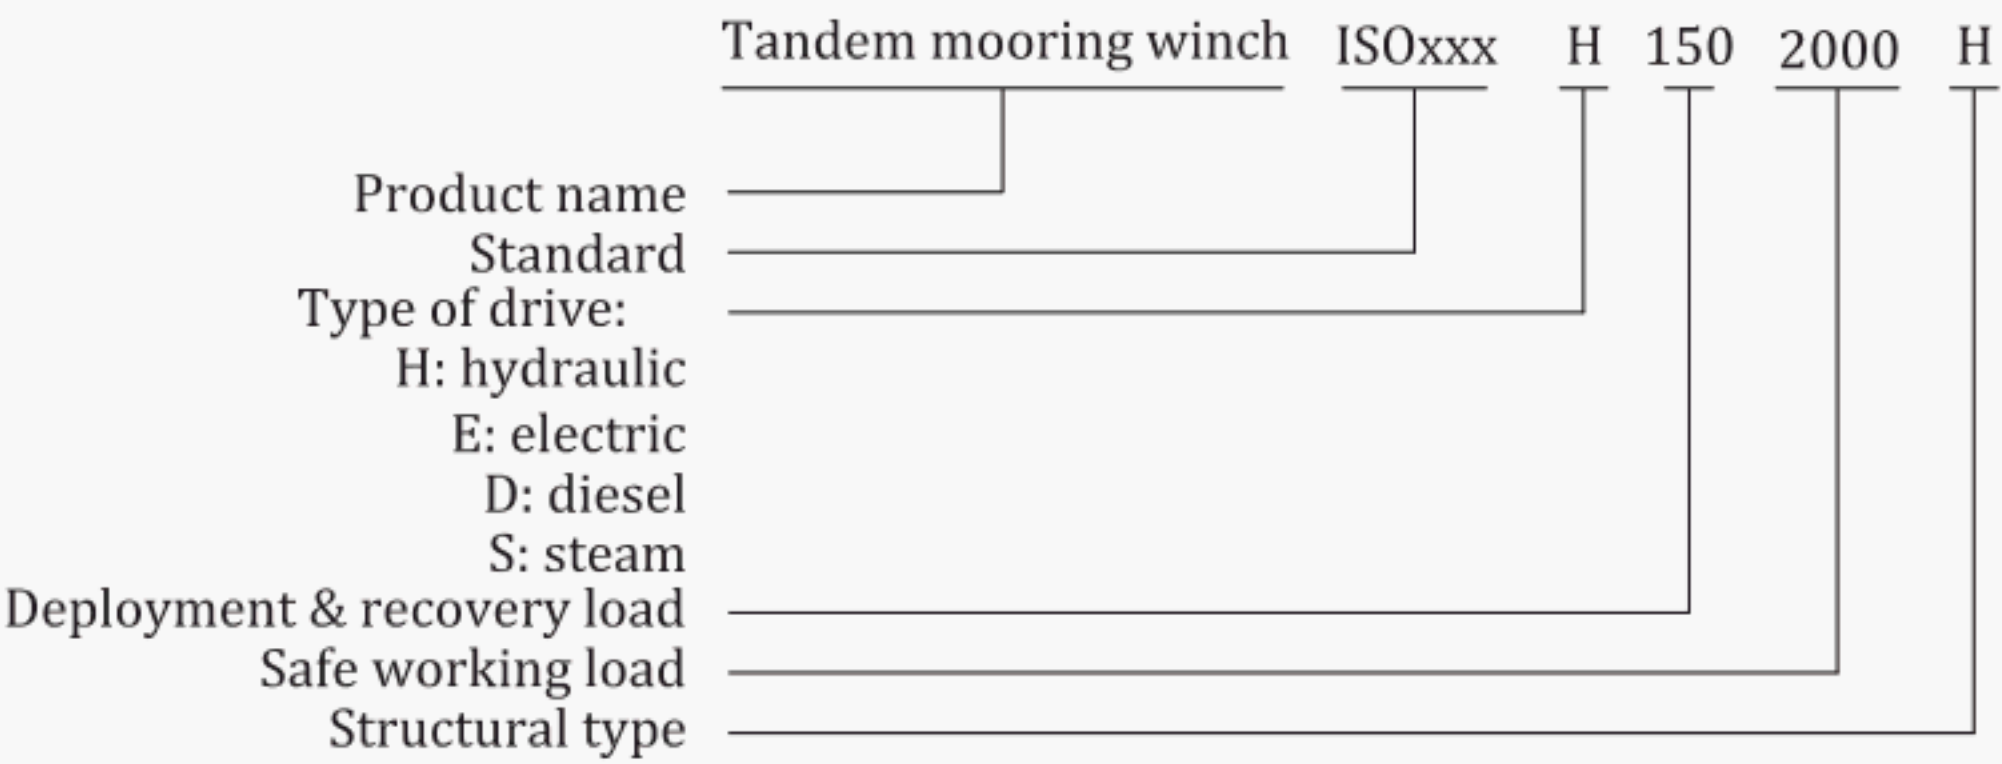 Tandem mooring winch ISOxxx H 150 2000 H
Product name
Standard
Type of drive:
H: hydraulic
E: electric
D: diesel
S: steam
Deployment & recovery load
Safe working load
Structural type